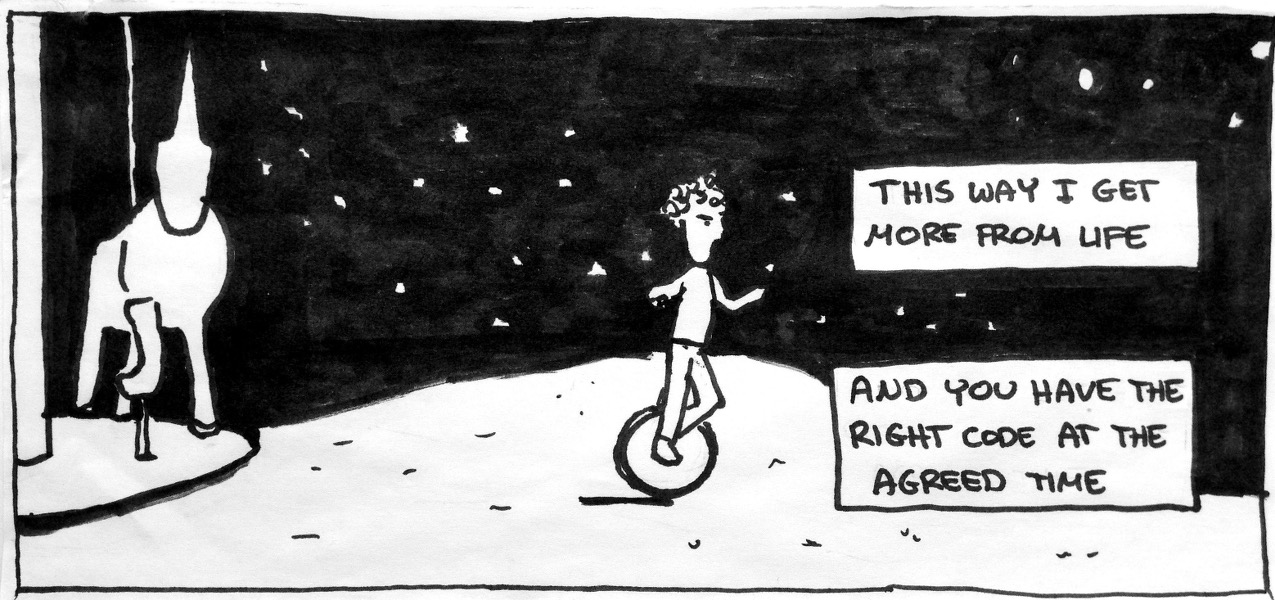 THIS WAY I GET
MORE FROM LIFE
AND YOU HAVE THE
RIGHT CODE AT THE
AGREED TIME